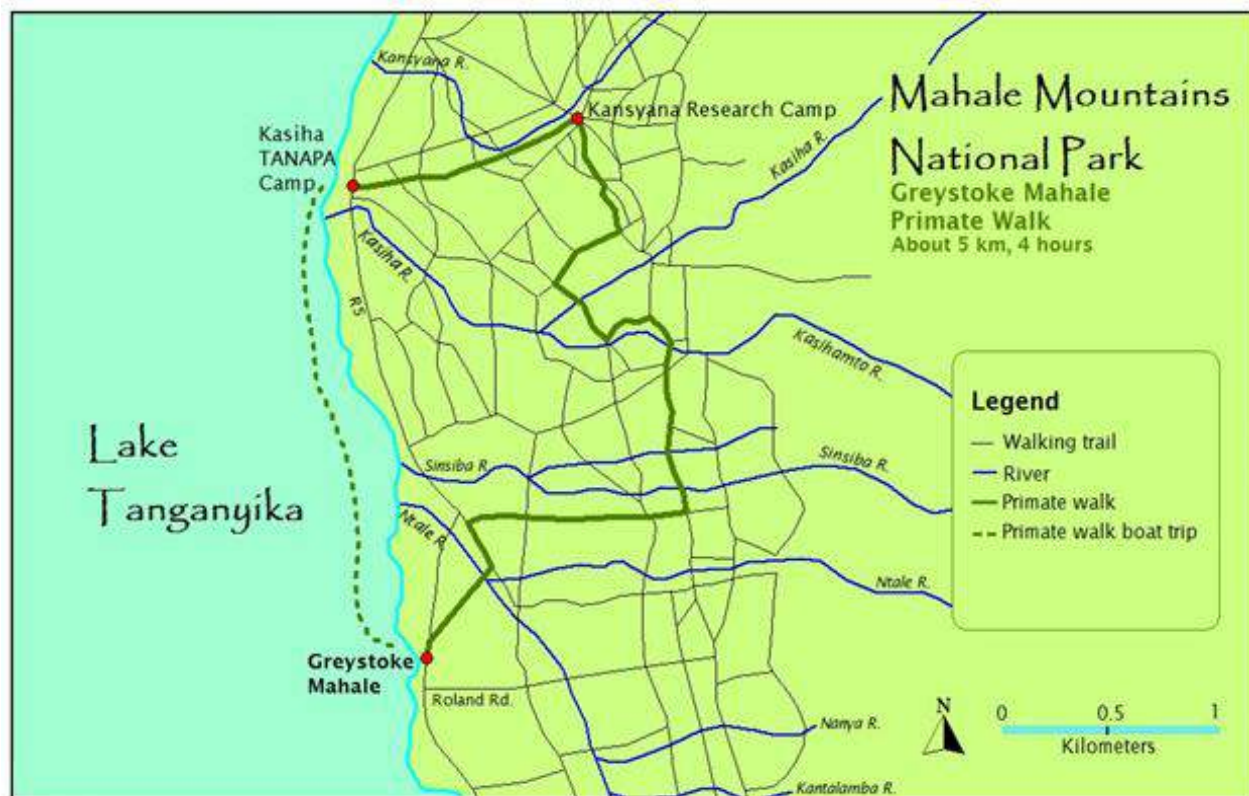 Kansyana R.
Mahale Mountains
National Park
Greystoke Mahale
Primate Walk
About 5 km, 4 hours
Kansyana Research Camp
Kasiha
TANAPA
Camp
Kasiha R.
Kasiha R.
RS
Kasihamto R.
Lake
Tanganyika
Legend
Walking trail
River
Primate walk
Primate walk boat trip
Sinsiba R.
Sinsiba R.
Ntale R.
Ntale R.
Greystoke
Mahale
Roland Rd.
Nanya R.
Kantalamba R.
N
0 0.5 1
Kilometers